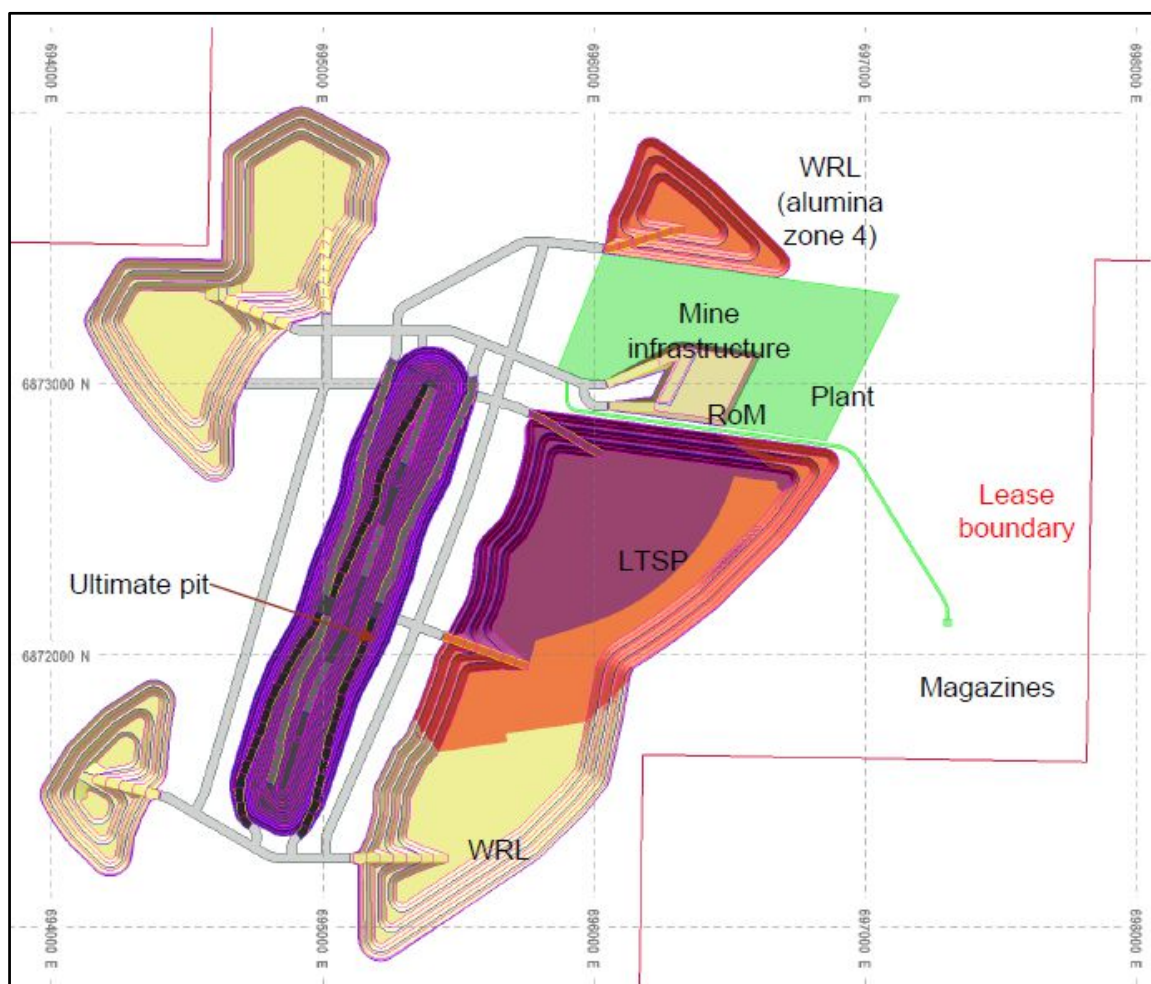 694000 E
695000 E
696000 E
697000 E
698000 E
WRL
(alumina
zone 4)
Mine
infrastructure
6873000 N
Plant
RoM
Lease
boundary
LTSP
Ultimate pit
6872000 N
Magazines
WRL
694000 E
695000 E
696000 E
697000 E
698000 E